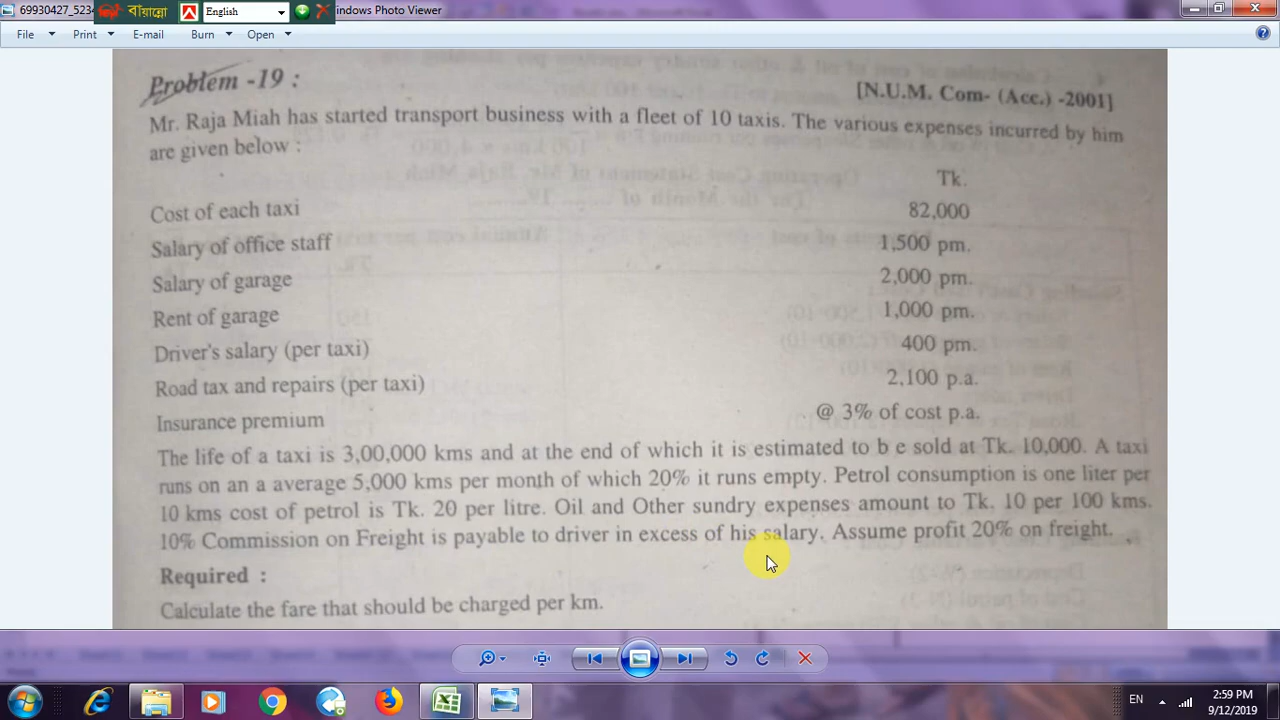 69930427_523
বাঁয়ান্নো
English
indows Photo Viewer
File Print E-mail Burn Open
Problem -19 :
[N.U.M. Com- (Acc.) -2001]
Mr. Raja Miah has started transport business with a fleet of 10 taxis. The various expenses incurred by him
are given below :
Tk.
Cost of each taxi 82,000
Salary of office staff 1,500 pm.
Salary of garage 2,000 pm.
Rent of garage 1,000 pm.
Driver's salary (per taxi) 400 pm.
Road tax and repairs (per taxi) 2,100 p.a.
Insurance premium @ 3% of cost p.a.
The life of a taxi is 3,00,000 kms and at the end of which it is estimated to b e sold at Tk. 10,000. A taxi
runs on an a average 5,000 kms per month of which 20% it runs empty. Petrol consumption is one liter per
10 kms cost of petrol is Tk. 20 per litre. Oil and Other sundry expenses amount to Tk. 10 per 100 kms.
10% Commission on Freight is payable to driver in excess of his salary. Assume profit 20% on freight.
Required :
Calculate the fare that should be charged per km.
EN
2:59 PM
9/12/2019